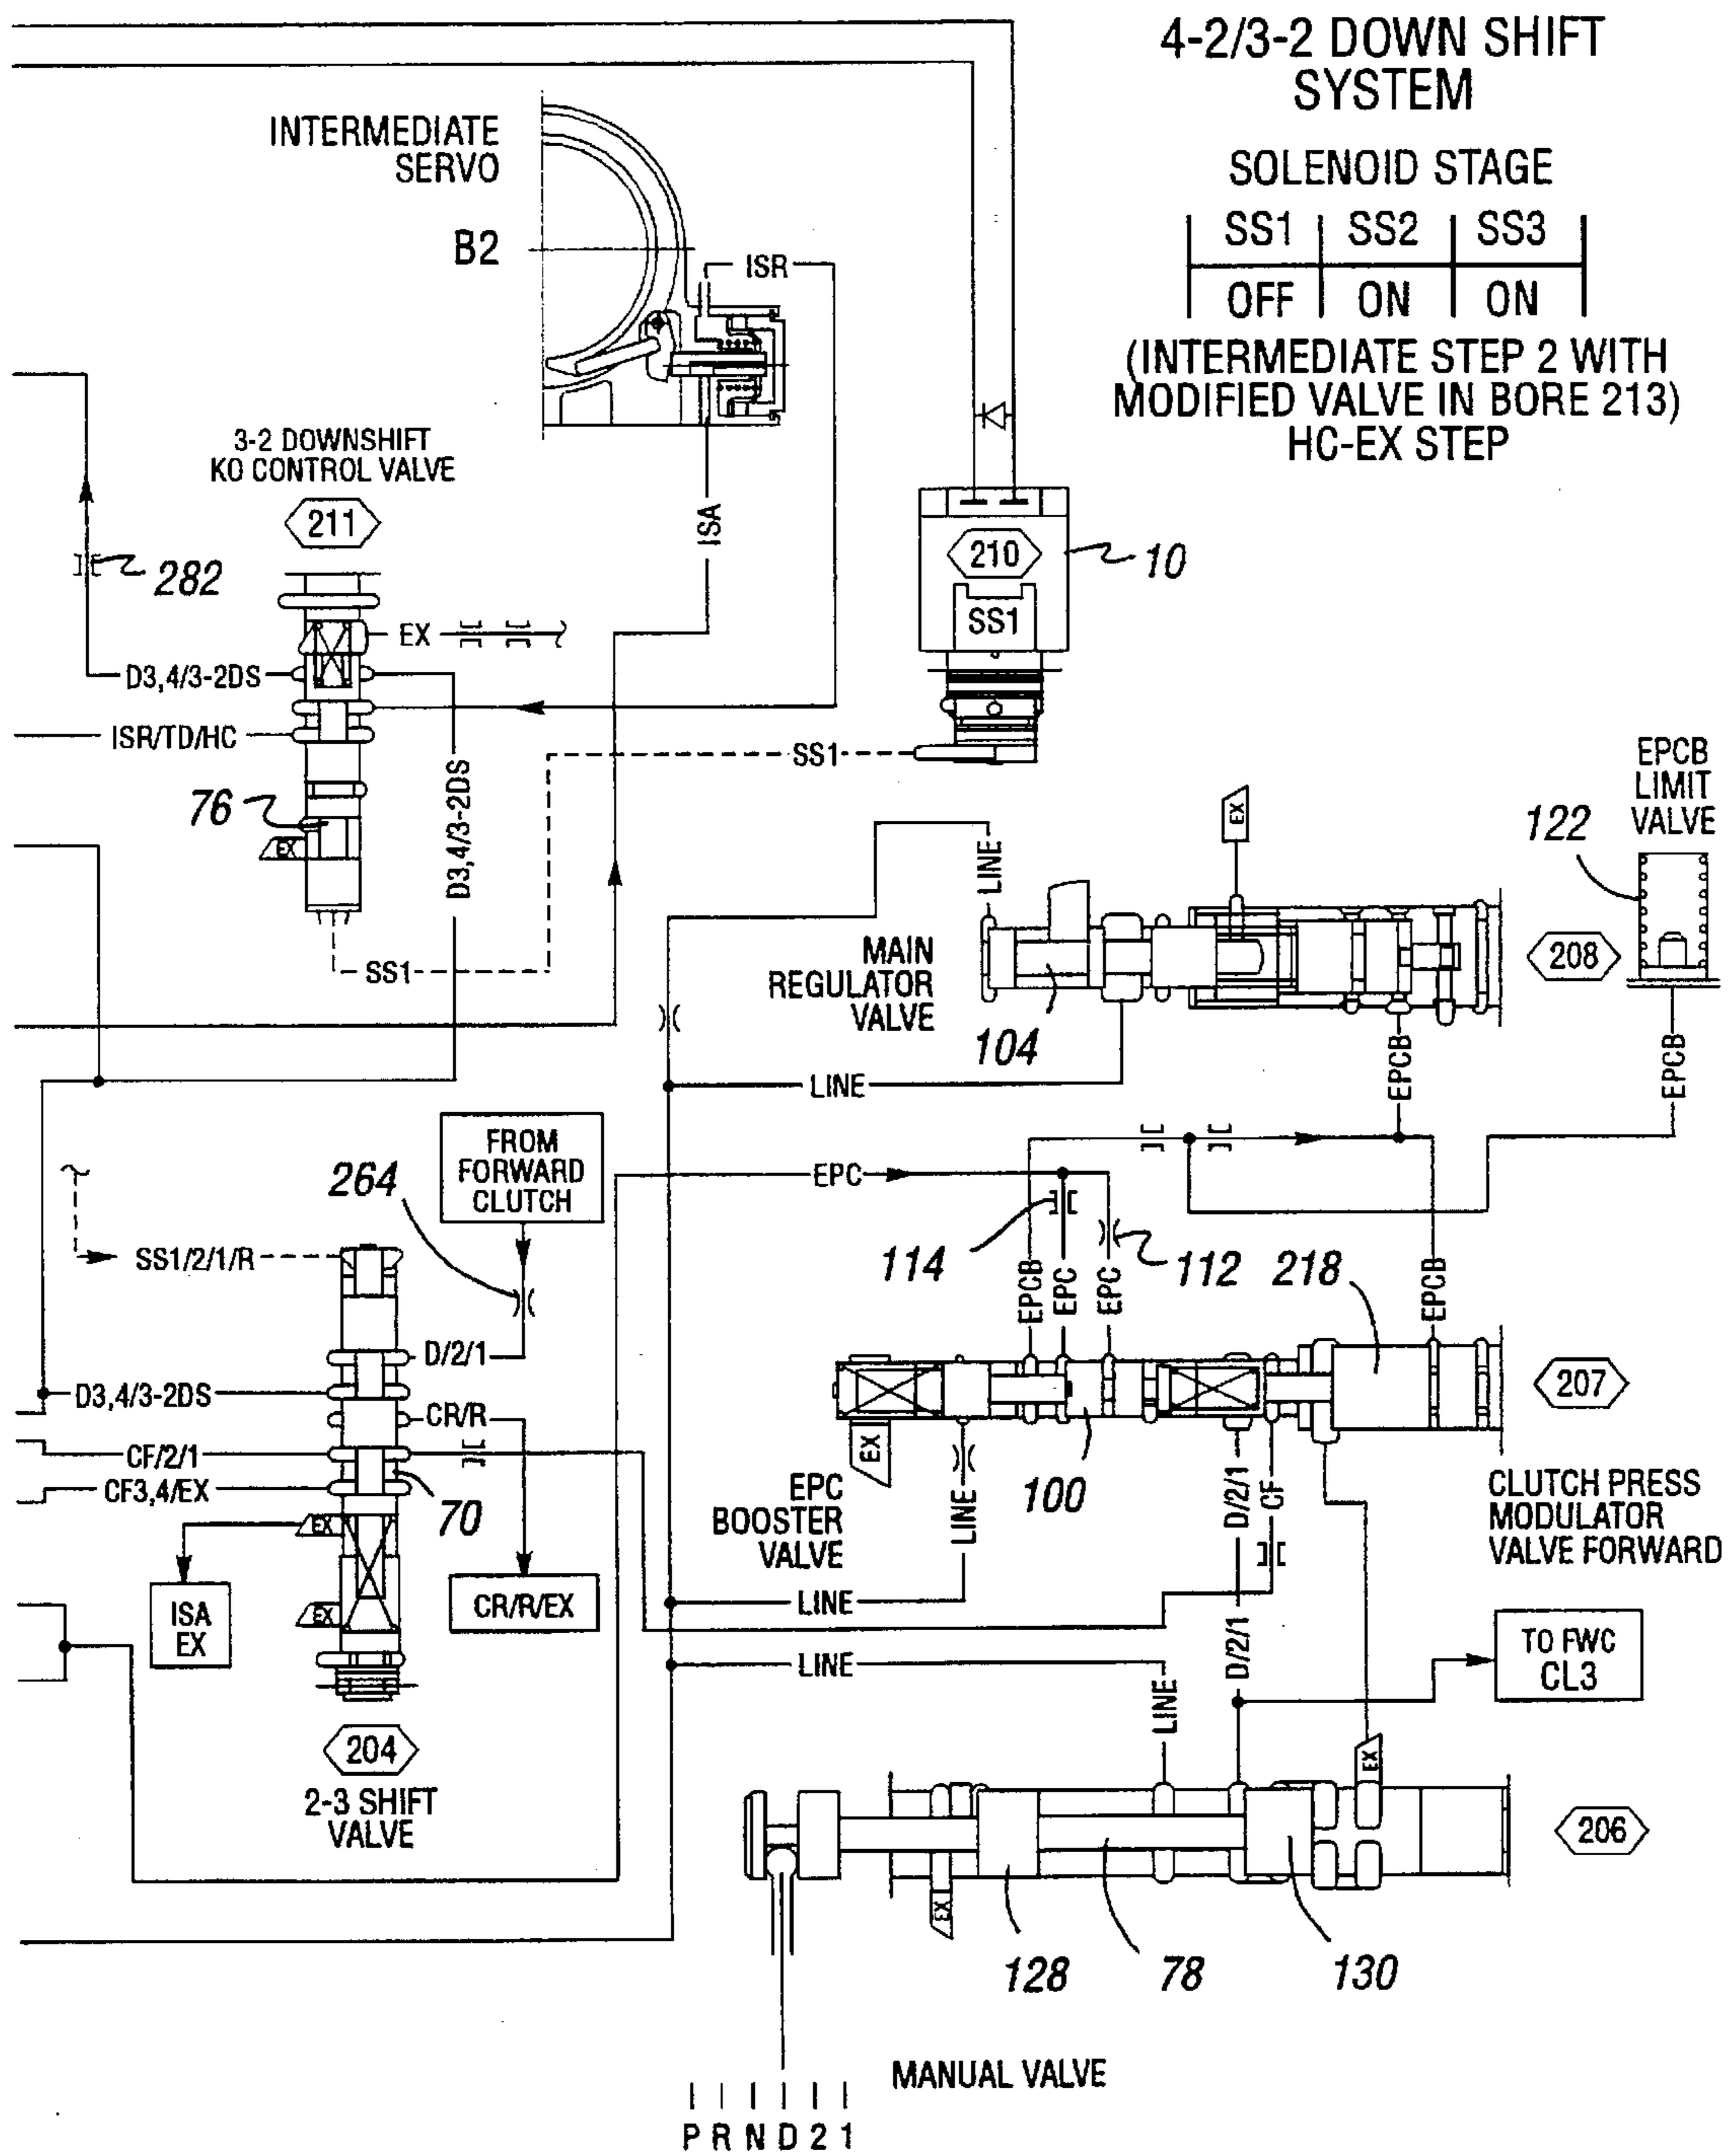 4-2/3-2 DOWN SHIFT
SYSTEM
SOLENOID STAGE
SS1 SS2 SS3
OFF ON ON
(INTERMEDIATE STEP 2 WITH
MODIFIED VALVE IN BORE 213)
HC-EX STEP
INTERMEDIATE
SERVO
B2
ISR
ISA
3-2 DOWNSHIFT
KO CONTROL VALVE
211
282
EX
D3,4/3-2DS
ISR/TD/HC
D3,4/3-2DS
76
EX
SS1
210
10
SS1
SS1
EPCB
LIMIT
VALVE
122
EX
LINE
MAIN
REGULATOR
VALVE
104
208
LINE
EPCB
EPCB
FROM
FORWARD
CLUTCH
264
EPC
SS1/2/1/R
114
112
218
EPCB
EPC
EPC
EPCB
D/2/1
D3,4/3-2DS
CR/R
CF/2/1
CF3,4/EX
70
207
EX
EPC
BOOSTER
VALVE
LINE
100
D/2/1
CF
CLUTCH PRESS
MODULATOR
VALVE FORWARD
EX
ISA
EX
EX
CR/R/EX
LINE
LINE
D/2/1
TO FWC
CL3
LINE
204
2-3 SHIFT
VALVE
EX
206
EX
128
78
130
MANUAL VALVE
P R N D 2 1